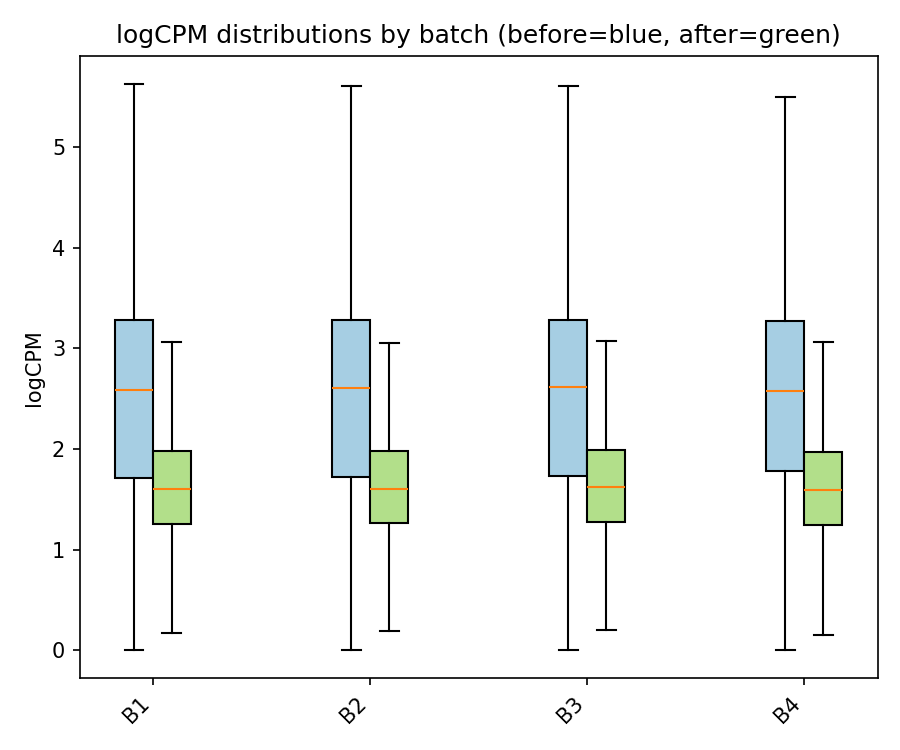 logCPM distributions by batch (before=blue, after=green)
5
4
3
2
1
0
logCPM
B1
B2
B3
B4